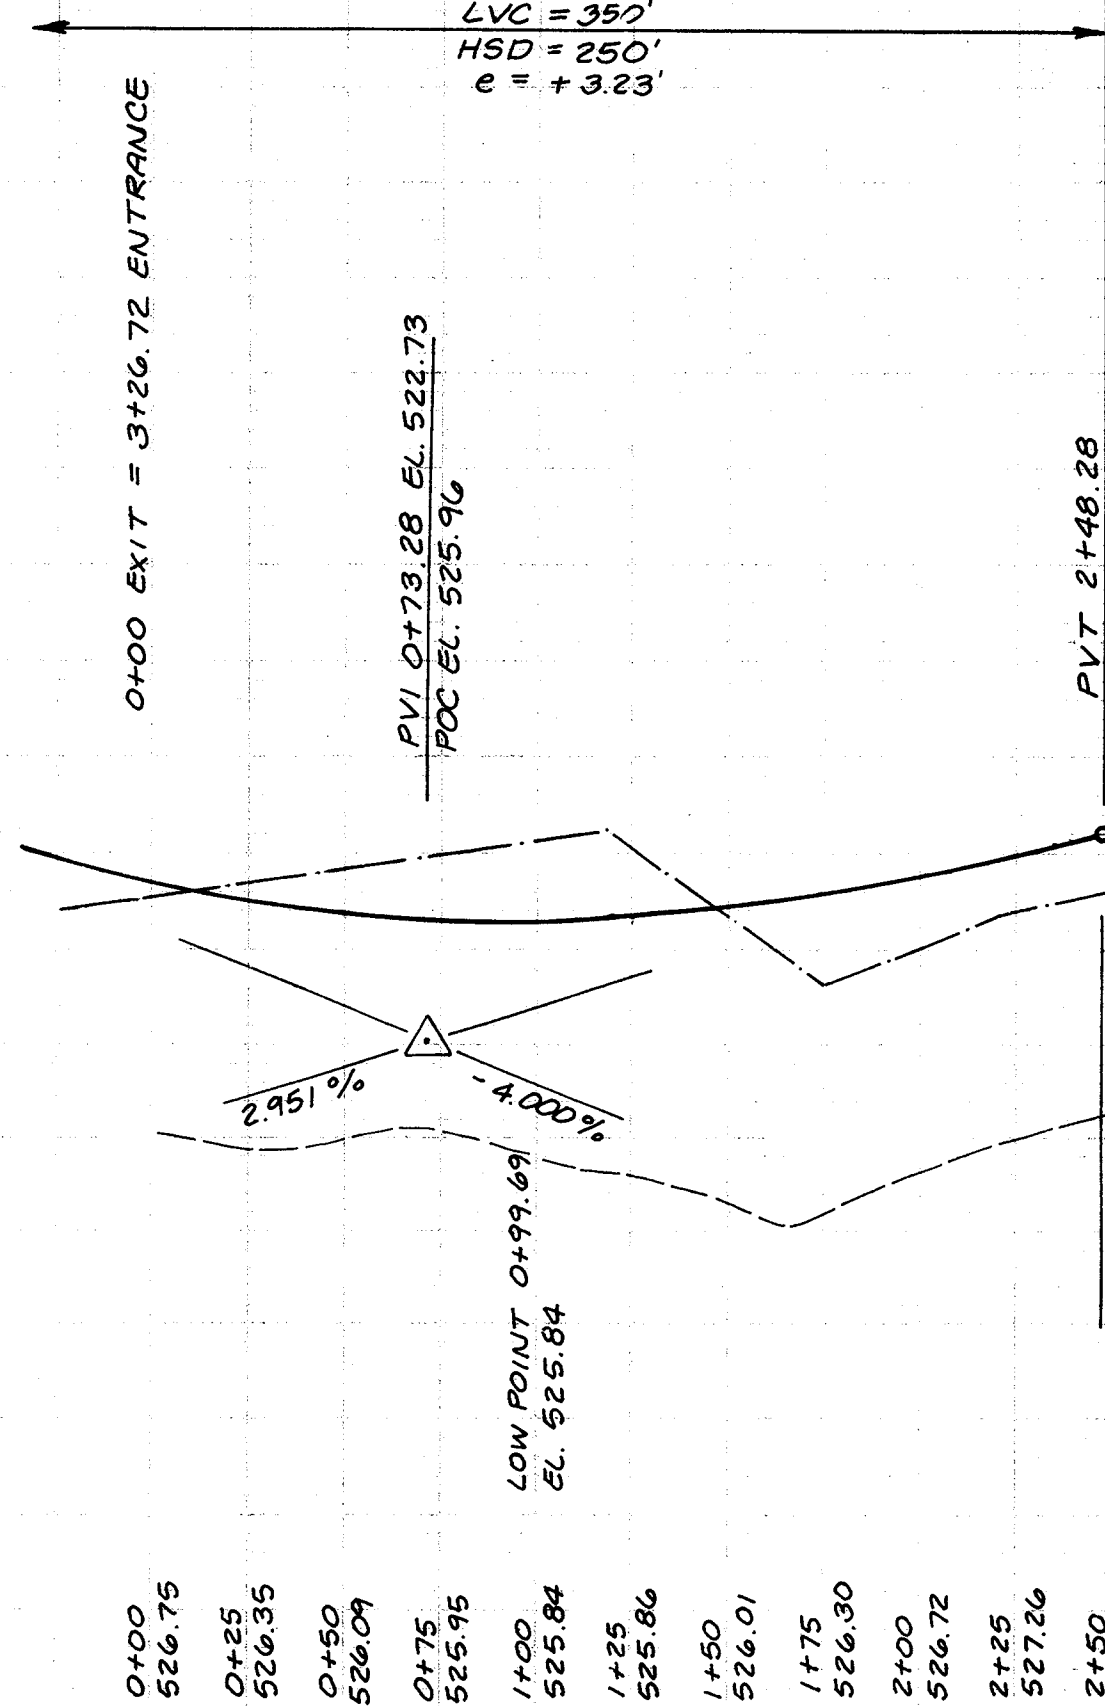 LVC = 350'
HSD = 250'
e = + 3.23'
0+00 EXIT = 3+26.72 ENTRANCE
PVI 0+73.28 EL. 522.73
POC EL. 525.96
PVT 2+48.28
2.951 %
- 4.000 %
LOW POINT 0+99.69
EL. 525.84
0+00
526.75
0+25
526.35
0+50
526.09
0+75
525.95
1+00
525.84
1+25
525.86
1+50
526.01
1+75
526.30
2+00
526.72
2+25
527.26
2+50